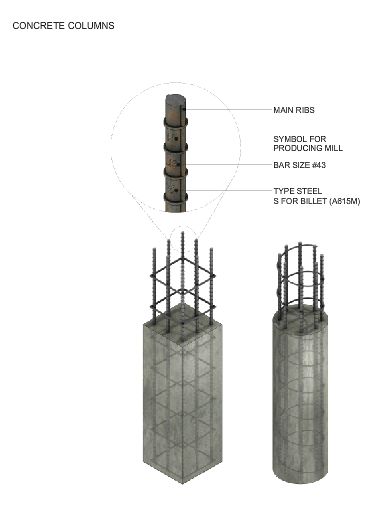 CONCRETE COLUMNS
MAIN RIBS
SYMBOL FOR
PRODUCING MILL
BAR SIZE #43
TYPE STEEL
S FOR BILLET (A615M)